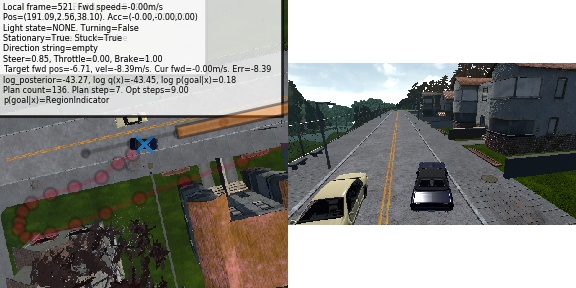 Local frame=521. Fwd speed=-0.00m/s
Pos=(191.09,2.56,38.10). Acc=(-0.00,-0.00,0.00)
Light state=NONE. Turning=False
Stationary=True. Stuck=True
Direction string=empty
Steer=0.85, Throttle=0.00, Brake=1.00
Target fwd pos=-6.71, vel=-8.39m/s. Cur fwd=-0.00m/s. Err=-8.39
log_posterior=-43.27, log q(x)=-43.45, log p(goal|x)=0.18
Plan count=136. Plan step=7. Opt steps=9.00
p(goal|x)=RegionIndicator